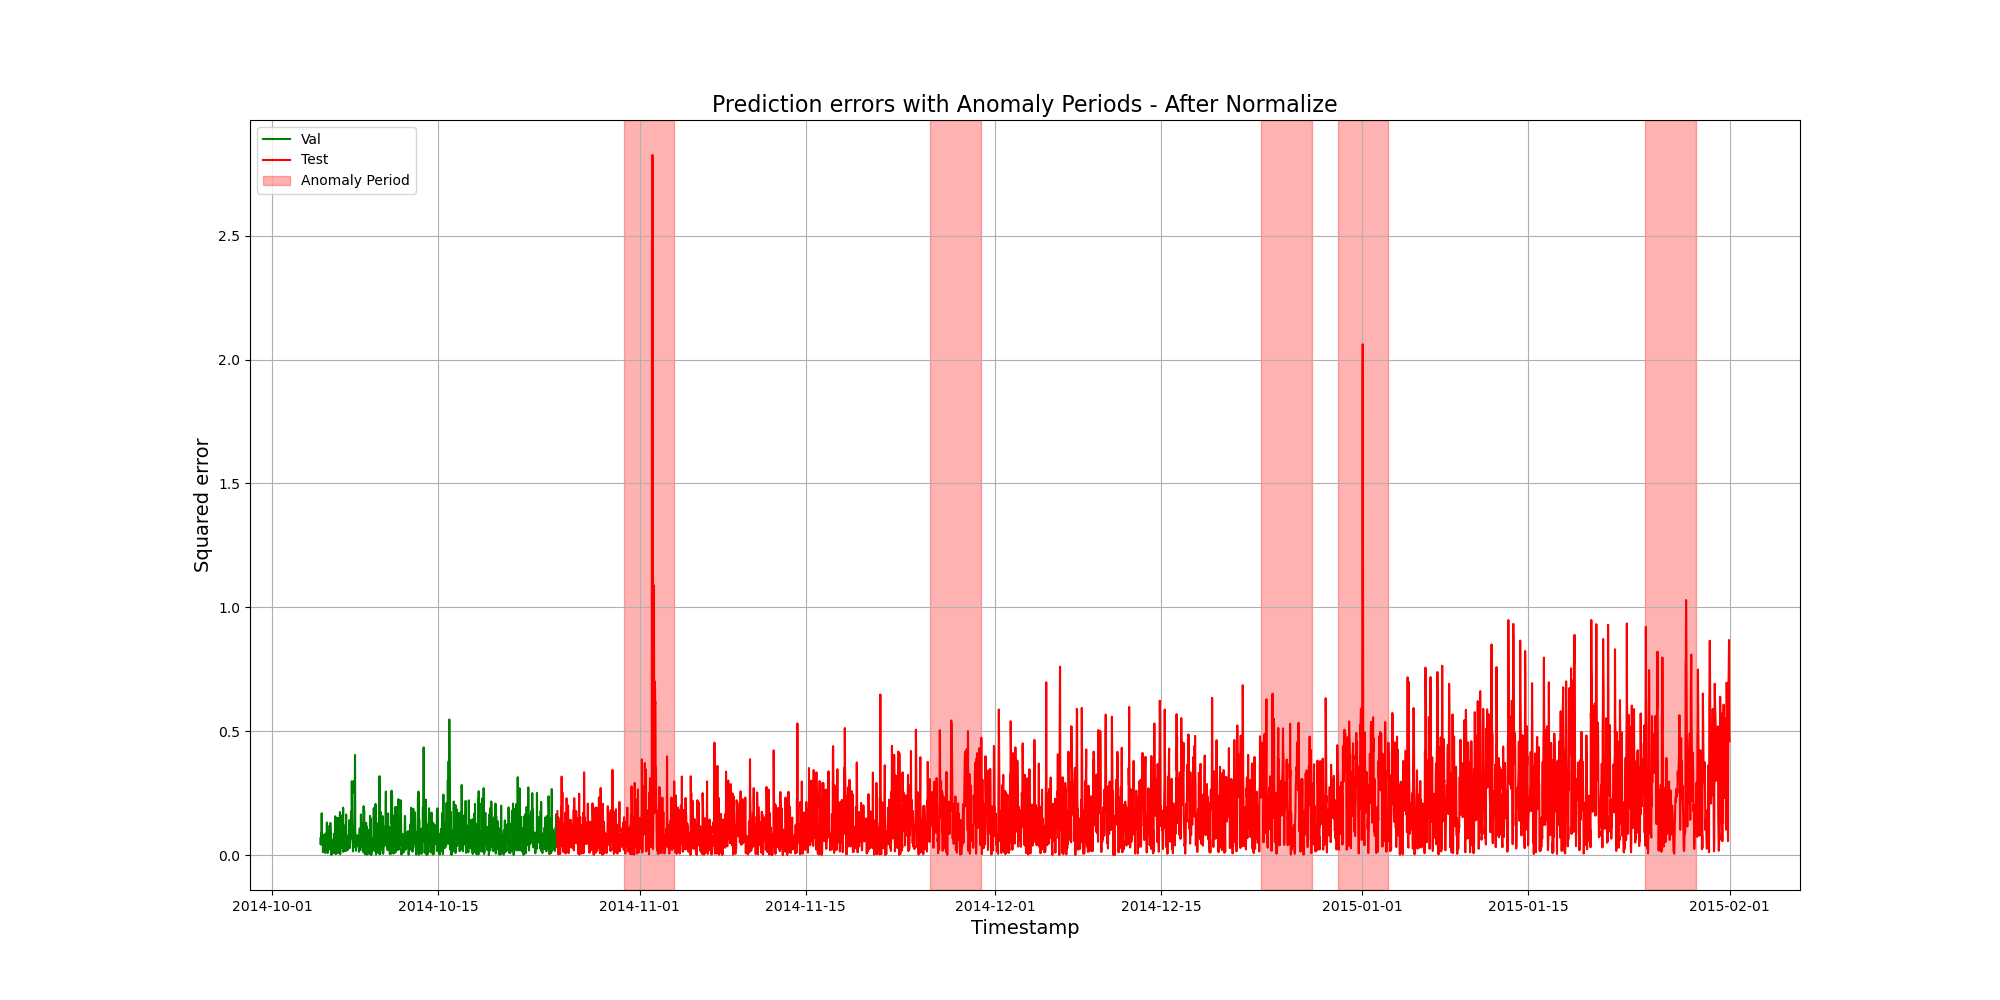 Prediction errors with Anomaly Periods - After Normalize
Val
Test
Anomaly Period
2.5
2.0
1.5
1.0
0.5
0.0
Squared error
2014-10-01 2014-10-15 2014-11-01 2014-11-15 2014-12-01 2014-12-15 2015-01-01 2015-01-15 2015-02-01
Timestamp